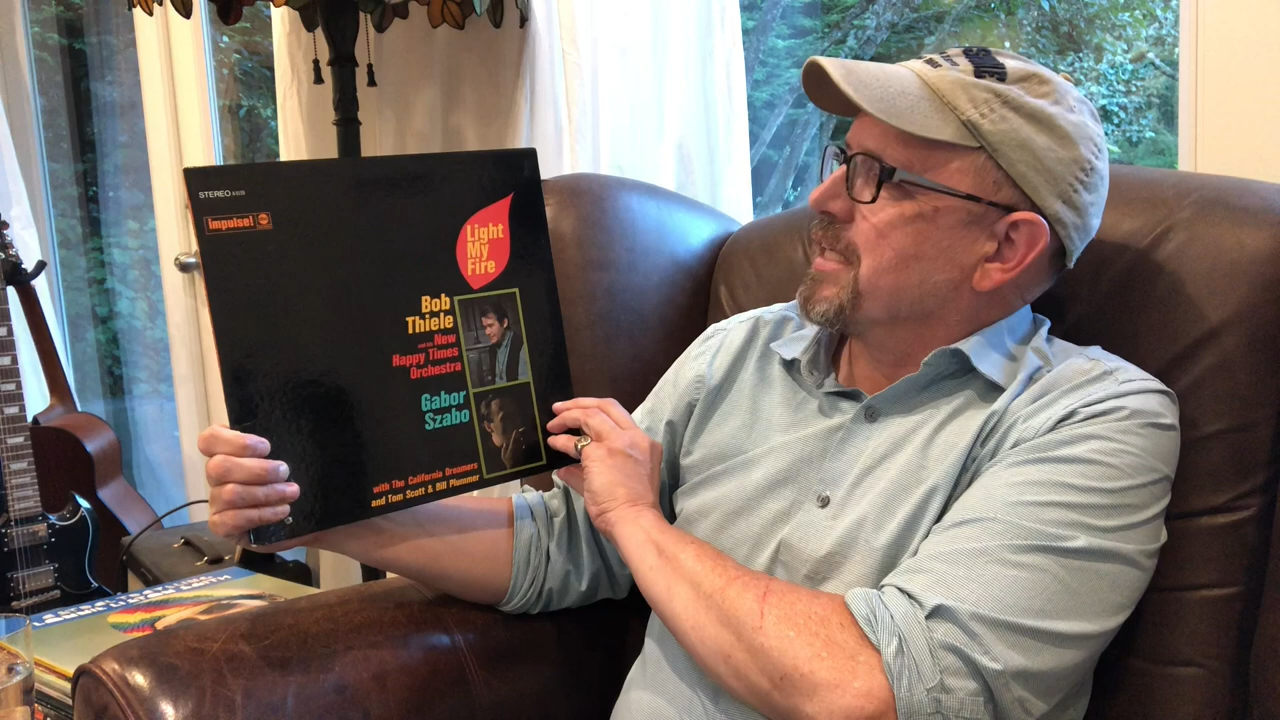 STEREO
impulse!
Light
My
Fire
Bob
Thiele
and his New
Happy Times
Orchestra
Gabor
Szabo
with The California Dreamers
and Tom Scott & Bill Plummer